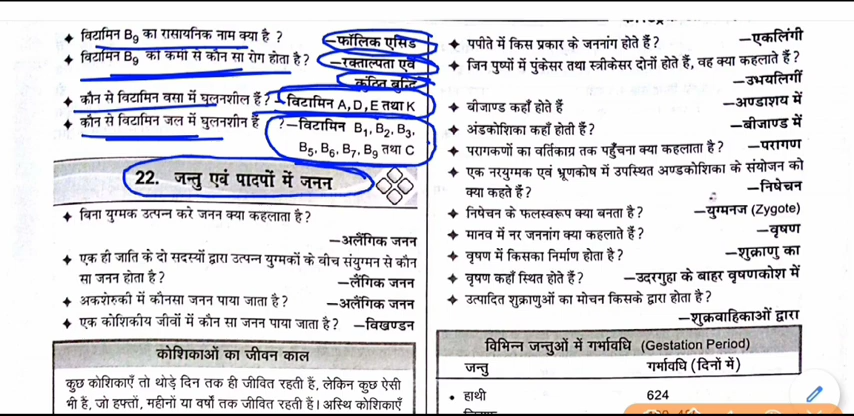 विटामिन B9 का रासायनिक नाम क्या है ? –फॉलिक एसिड
विटामिन B9 की कमी से कौन सा रोग होता है? –रक्ताल्पता एवं
कुंठित बुद्धि
कौन से विटामिन वसा में घुलनशील हैं ? –विटामिन A, D, E तथा K
कौन से विटामिन जल में घुलनशीन हैं ? –विटामिन B1, B2, B3,
B5, B6, B7, B9 तथा C
22. जन्तु एवं पादपों में जनन
बिना युग्मक उत्पन्न करे जनन क्या कहलाता है?
–अलैंगिक जनन
एक ही जाति के दो सदस्यों द्वारा उत्पन्न युग्मकों के बीच संयुग्मन से कौन
सा जनन होता है? –लैंगिक जनन
अकशेरुकी में कौनसा जनन पाया जाता है? –अलैंगिक जनन
एक कोशिकीय जीवों में कौन सा जनन पाया जाता है? –विखण्डन
कोशिकाओं का जीवन काल
कुछ कोशिकाएँ तो थोड़े दिन तक ही जीवित रहती हैं, लेकिन कुछ ऐसी
भी हैं, जो हफ्तों, महीनों या वर्षों तक जीवित रहती हैं। अस्थि कोशिकाएँ
पपीते में किस प्रकार के जननांग होते हैं? –एकलिंगी
जिन पुष्पों में पुंकेसर तथा स्त्रीकेसर दोनों होते हैं, वह क्या कहलाते हैं?
–उभयलिंगीं
बीजाण्ड कहाँ होते हैं –अण्डाशय में
अंडकोशिका कहाँ होती हैं? –बीजाण्ड में
परागकणों का वर्तिकाग्र तक पहुँचना क्या कहलाता है? –परागण
एक नरयुग्मक एवं भ्रूणकोष में उपस्थित अण्डकोशिका के संयोजन को
क्या कहते हैं? –निषेचन
निषेचन के फलस्वरूप क्या बनता है? –युग्मनज (Zygote)
मानव में नर जननांग क्या कहलाते हैं? –वृषण
वृषण में किसका निर्माण होता है? –शुक्राणु का
वृषण कहाँ स्थित होते हैं? –उदरगुहा के बाहर वृषणकोश में
उत्पादित शुक्राणुओं का मोचन किसके द्वारा होता है?
–शुक्रवाहिकाओं द्वारा
विभिन्न जन्तुओं में गर्भावधि (Gestation Period)
जन्तु गर्भावधि (दिनों में)
हाथी 624